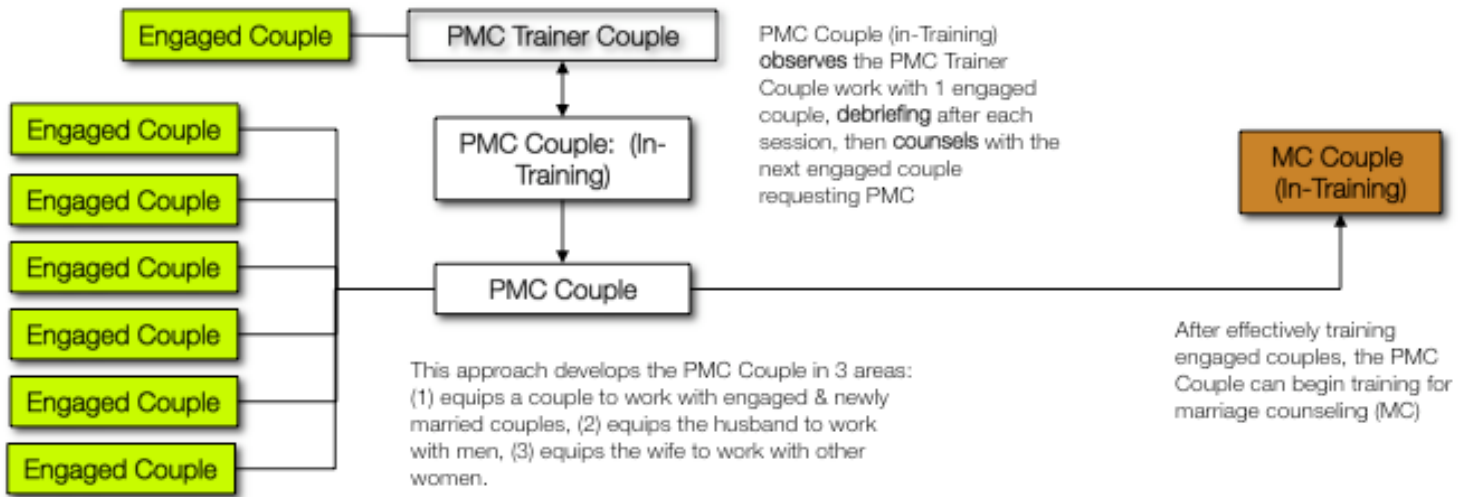 Engaged Couple
PMC Trainer Couple
PMC Couple (in-Training)
observes the PMC Trainer
Couple work with 1 engaged
couple, debriefing after each
session, then counsels with the
next engaged couple
requesting PMC
Engaged Couple
Engaged Couple
Engaged Couple
Engaged Couple
Engaged Couple
Engaged Couple
PMC Couple: (In-
Training)
PMC Couple
MC Couple
(In-Training)
This approach develops the PMC Couple in 3 areas:
(1) equips a couple to work with engaged & newly
married couples, (2) equips the husband to work
with men, (3) equips the wife to work with other
women.
After effectively training
engaged couples, the PMC
Couple can begin training for
marriage counseling (MC)